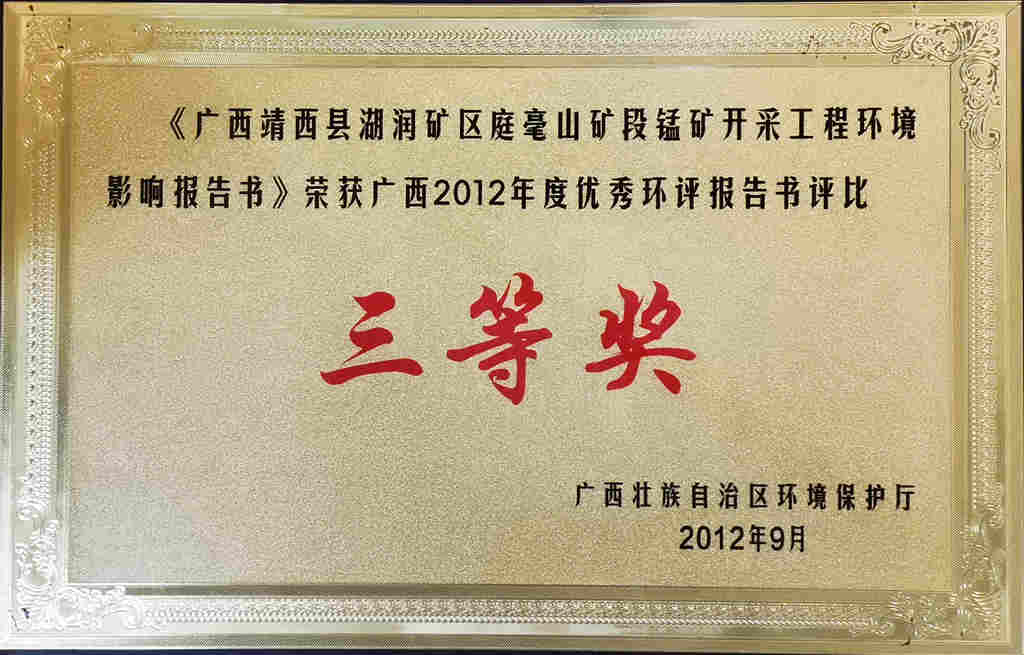 《广西靖西县湖润矿区庭毫山矿段锰矿开采工程环境
影响报告书》荣获广西2012年度优秀环评报告书评比
三等奖
广西壮族自治区环境保护厅
2012年9月